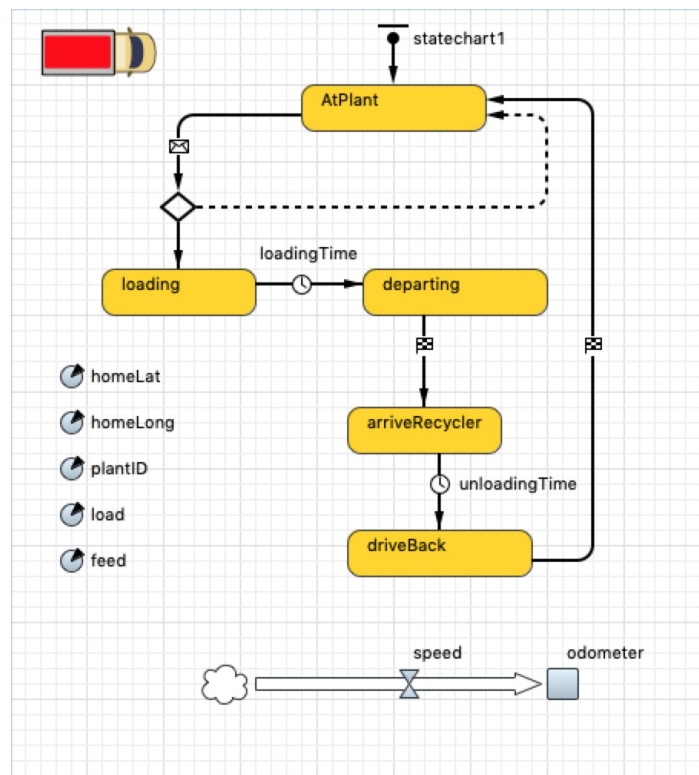 statechart1
AtPlant
loadingTime
loading
departing
homeLat
homeLong
arriveRecycler
plantID
unloadingTime
load
driveBack
feed
speed
odometer